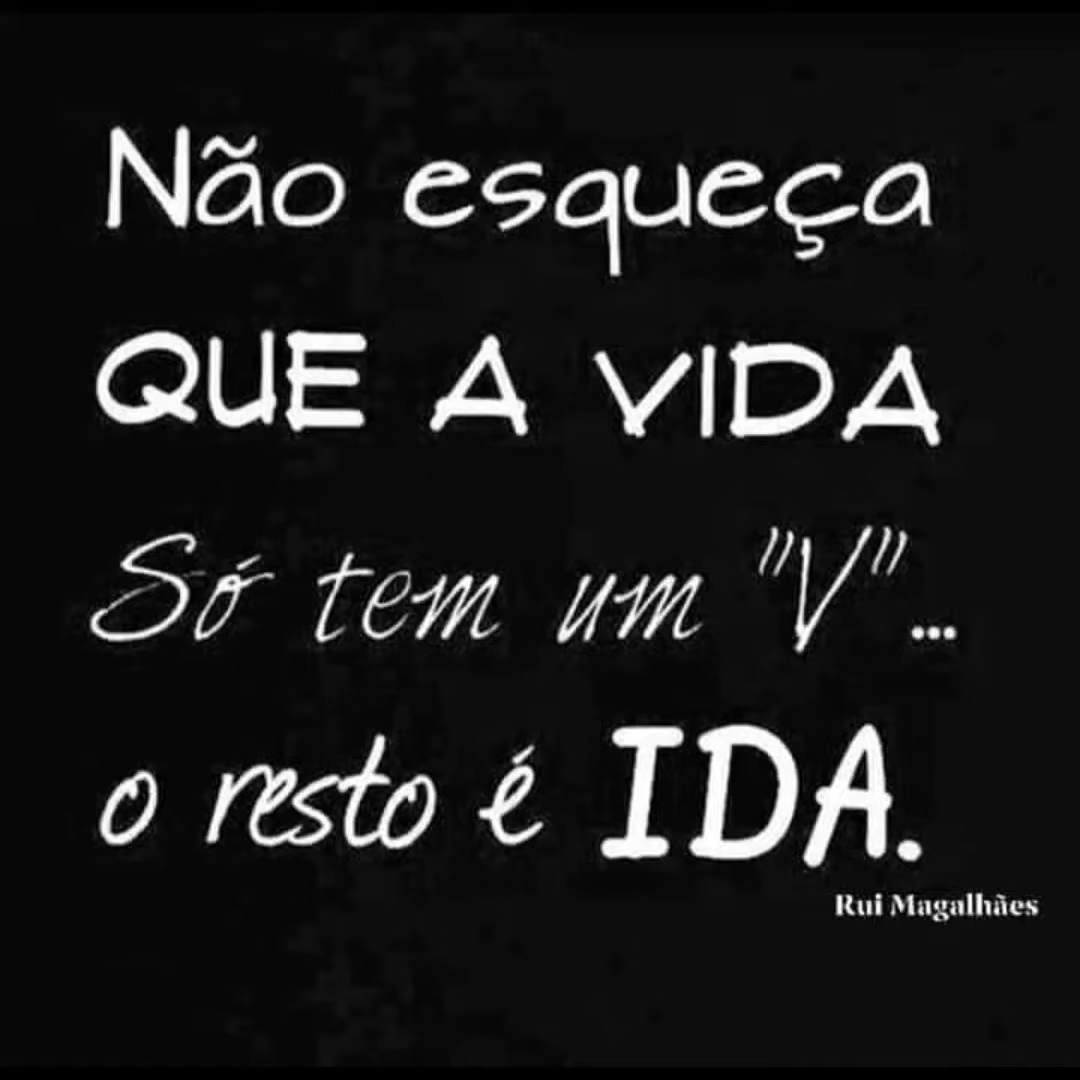 Não esqueça
QUE A VIDA
Só tem um "V"...
o resto é IDA.
Rui Magalhães